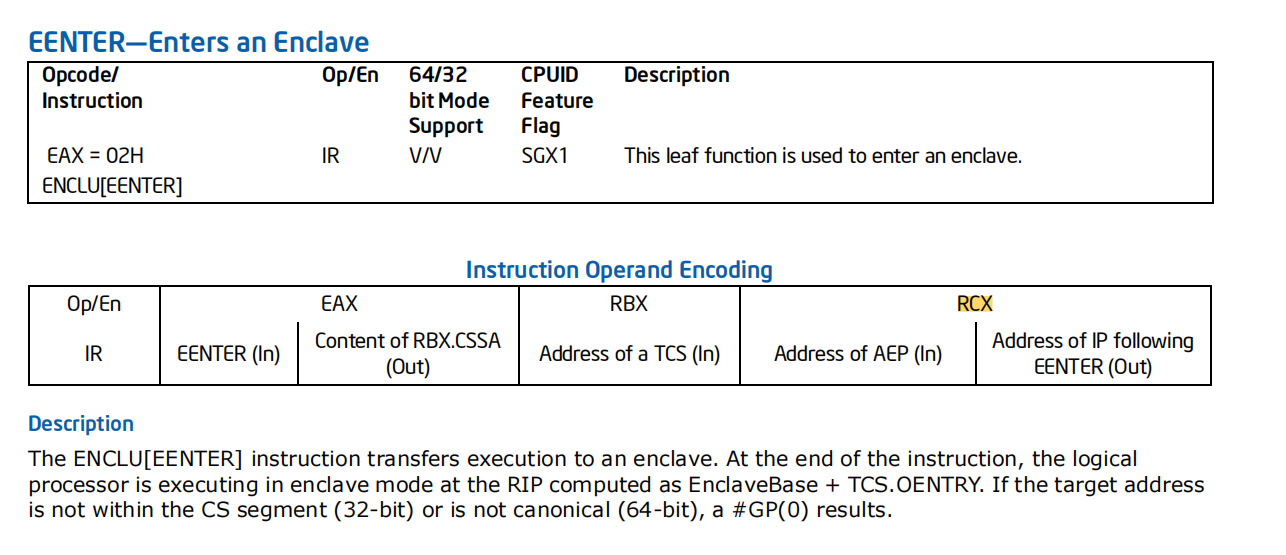 EENTER—Enters an Enclave
Opcode/ Op/En 64/32 CPUID Description
Instruction bit Mode Feature
Support Flag
EAX = 02H IR V/V SGX1 This leaf function is used to enter an enclave.
ENCLU[EENTER]
Instruction Operand Encoding
Op/En EAX RBX RCX
IR EENTER (In) Content of RBX.CSSA (Out) Address of a TCS (In) Address of AEP (In) Address of IP following EENTER (Out)
Description
The ENCLU[EENTER] instruction transfers execution to an enclave. At the end of the instruction, the logical
processor is executing in enclave mode at the RIP computed as EnclaveBase + TCS.OENTRY. If the target address
is not within the CS segment (32-bit) or is not canonical (64-bit), a #GP(0) results.